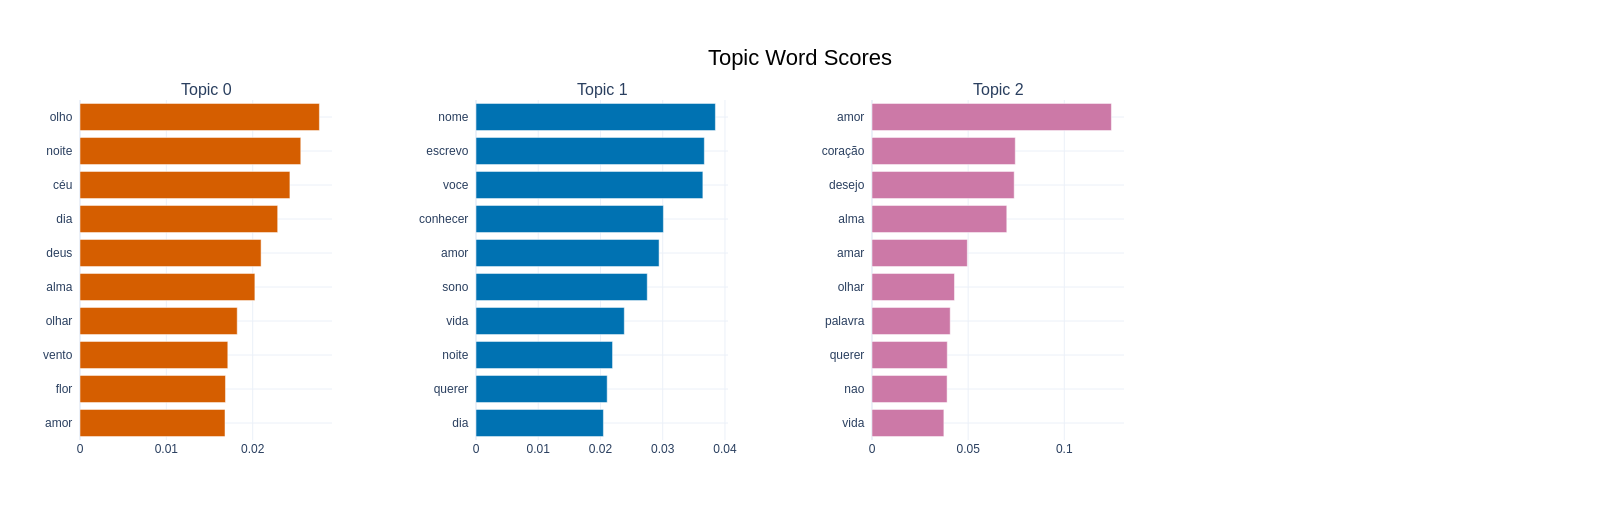 Topic Word Scores
Topic 0
olho
noite
céu
dia
deus
alma
olhar
vento
flor
amor
0 0.01 0.02
Topic 1
nome
escrevo
voce
conhecer
amor
sono
vida
noite
querer
dia
0 0.01 0.02 0.03 0.04
Topic 2
amor
coração
desejo
alma
amar
olhar
palavra
querer
nao
vida
0 0.05 0.1